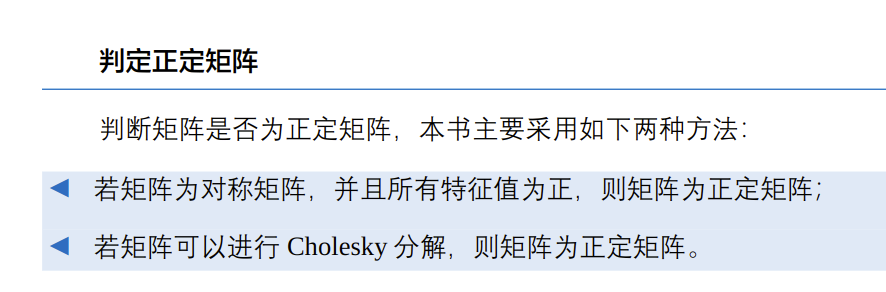 判定正定矩阵
判断矩阵是否为正定矩阵，本书主要采用如下两种方法：
若矩阵为对称矩阵，并且所有特征值为正，则矩阵为正定矩阵；
若矩阵可以进行 Cholesky 分解，则矩阵为正定矩阵。